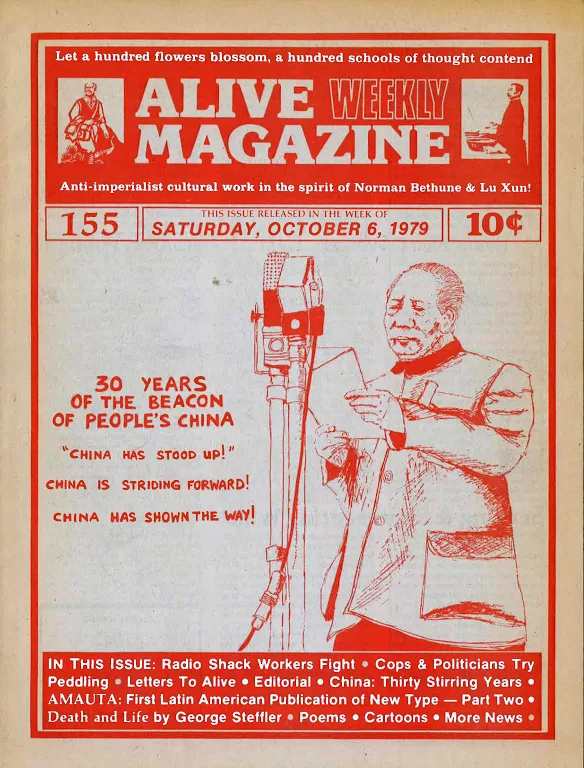 Let a hundred flowers blossom, a hundred schools of thought contend
ALIVE WEEKLY
MAGAZINE
Anti-imperialist cultural work in the spirit of Norman Bethune & Lu Xun!
155
THIS ISSUE RELEASED IN THE WEEK OF
SATURDAY, OCTOBER 6, 1979
10¢
30 YEARS
OF THE BEACON
OF PEOPLE'S CHINA
"CHINA HAS STOOD UP!"
CHINA IS STRIDING FORWARD!
CHINA HAS SHOWN THE WAY!
IN THIS ISSUE: Radio Shack Workers Fight • Cops & Politicians Try
Peddling • Letters To Alive • Editorial • China: Thirty Stirring Years •
AMAUTA: First Latin American Publication of New Type — Part Two •
Death and Life by George Steffler • Poems • Cartoons • More News •